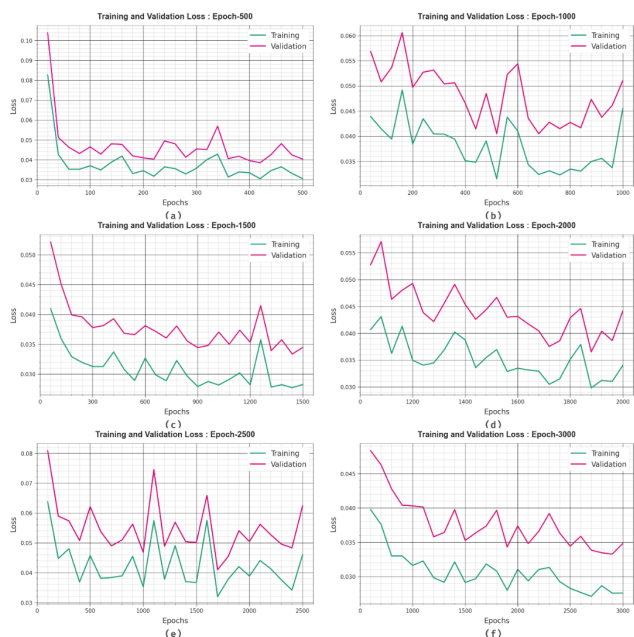 Training and Validation Loss : Epoch-500
Loss
0.10
0.09
0.08
0.07
0.06
0.05
0.04
0.03
Training
Validation
0 100 200 300 400 500
Epochs
(a)
Training and Validation Loss : Epoch-1000
Loss
0.060
0.055
0.050
0.045
0.040
0.035
Training
Validation
0 200 400 600 800 1000
Epochs
(b)
Training and Validation Loss : Epoch-1500
Loss
0.050
0.045
0.040
0.035
0.030
Training
Validation
0 300 600 900 1200 1500
Epochs
(c)
Training and Validation Loss : Epoch-2000
Loss
0.055
0.050
0.045
0.040
0.035
0.030
Training
Validation
1000 1200 1400 1600 1800 2000
Epochs
(d)
Training and Validation Loss : Epoch-2500
Loss
0.08
0.07
0.06
0.05
0.04
0.03
Training
Validation
0 500 1000 1500 2000 2500
Epochs
(e)
Training and Validation Loss : Epoch-3000
Loss
0.045
0.040
0.035
0.030
Training
Validation
0 500 1000 1500 2000 2500 3000
Epochs
(f)